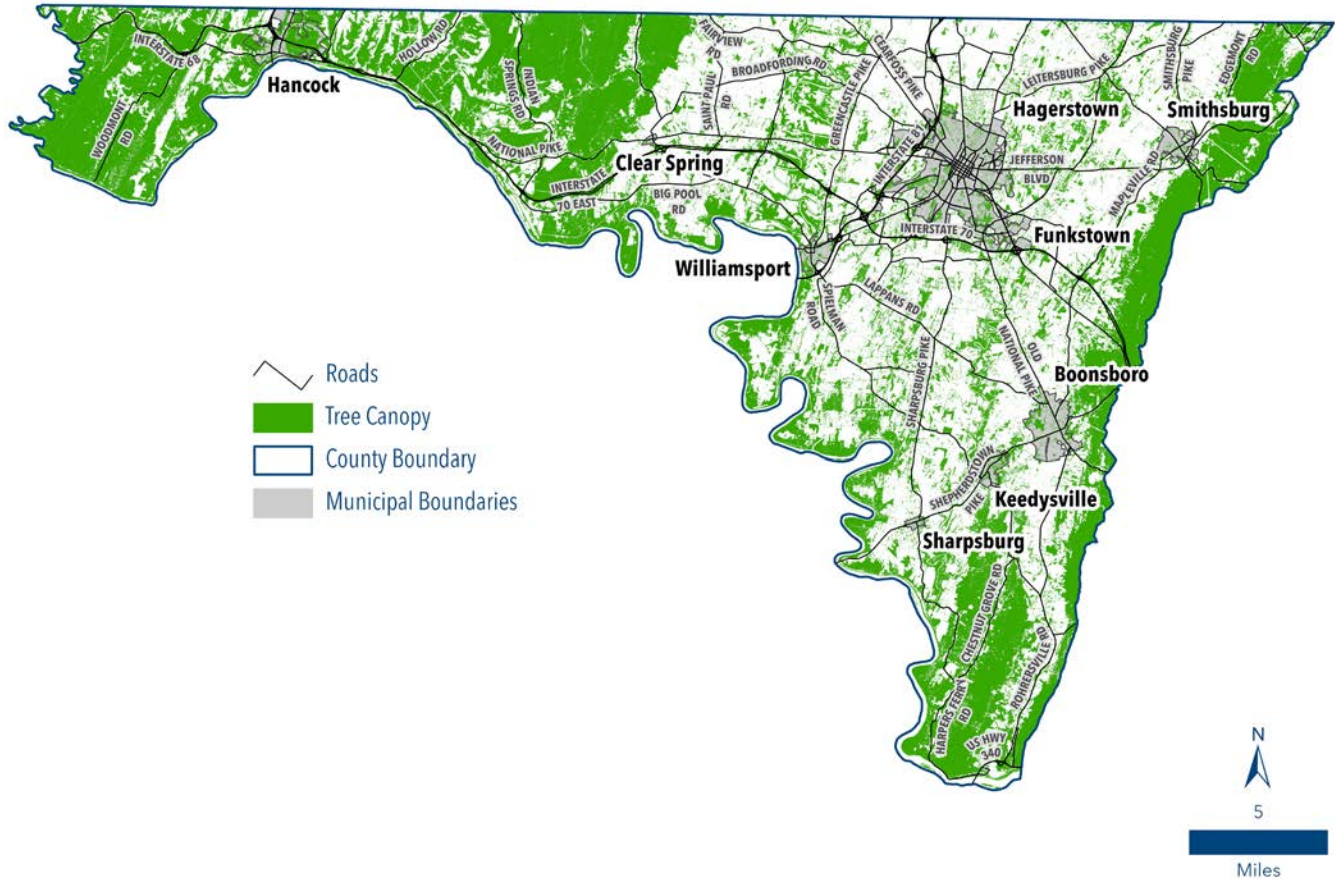 INTERSTATE 68
WOODMONT
RD
Hancock
HOLLOW RD
INDIAN
SPRINGS RD
NATIONAL PIKE
INTERSTATE
70 EAST
FAIRVIEW
RD
SAINT PAUL
RD
BROADFORDING RD
GREENCASTLE PIKE
CLEARFOSS PIKE
Clear Spring
BIG POOL
RD
INTERSTATE 81
LEITERSBURG PIKE
SMITHSBURG
PIKE
EDGEMONT
RD
Hagerstown
Smithsburg
JEFFERSON
BLVD
MAPLEVILLE RD
INTERSTATE 70
Funkstown
Williamsport
SPIELMAN
ROAD
LAPPANS RD
SHARPSBURG PIKE
OLD
NATIONAL PIKE
Boonsboro
Roads
Tree Canopy
County Boundary
Municipal Boundaries
SHEPHERDSTOWN
PIKE
Keedysville
Sharpsburg
CHESTNUT GROVE RD
ROHRERSVILLE RD
HARPERS FERRY
RD
US HWY
340
N
5
Miles